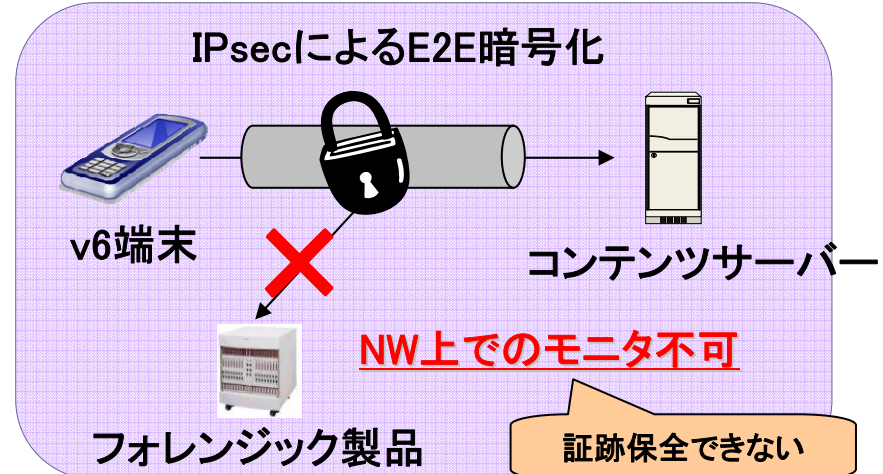 IPsecによるE2E暗号化
v6端末
コンテンツサーバー
NW上でのモニタ不可
フォレンジック製品
証跡保全できない